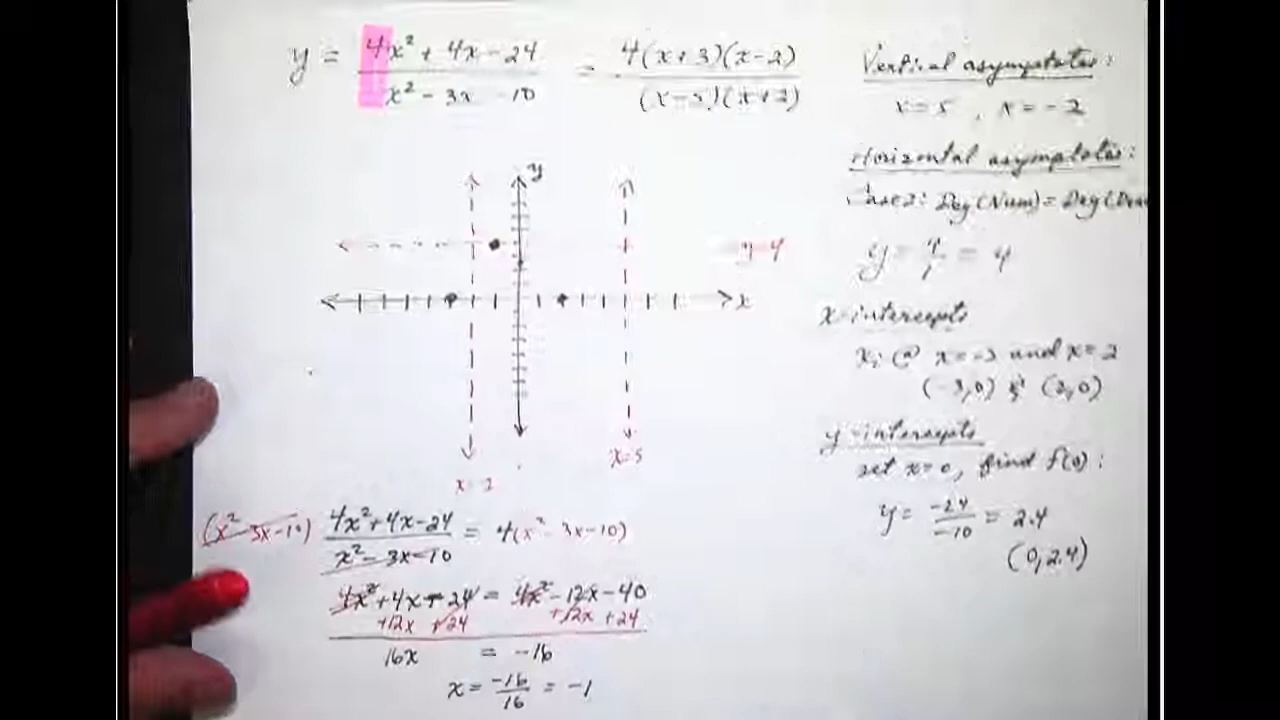 y = (4x² + 4x - 24)/(x² - 3x - 10) = 4(x+3)(x-2)/(x-5)(x+2)
Vertical asymptotes:
x = 5, x = -2
Horizontal asymptotes:
Case 2: Deg(Num) = Deg(Den
y = 4/1 = 4
x-intercepts
x; @ x = -3 and x = 2
(-3,0) & (2,0)
y-intercepts
set x=0, find f(0):
y = -24/-10 = 2.4
(0,2.4)
y
y=4
x
x=-2
x=5
(x²-3x-10) (4x²+4x-24)/(x²-3x-10) = 4(x²-3x-10)
4x²+4x-24 = 4x²-12x-40
+12x +24 +12x +24
16x = -16
x = -16/16 = -1